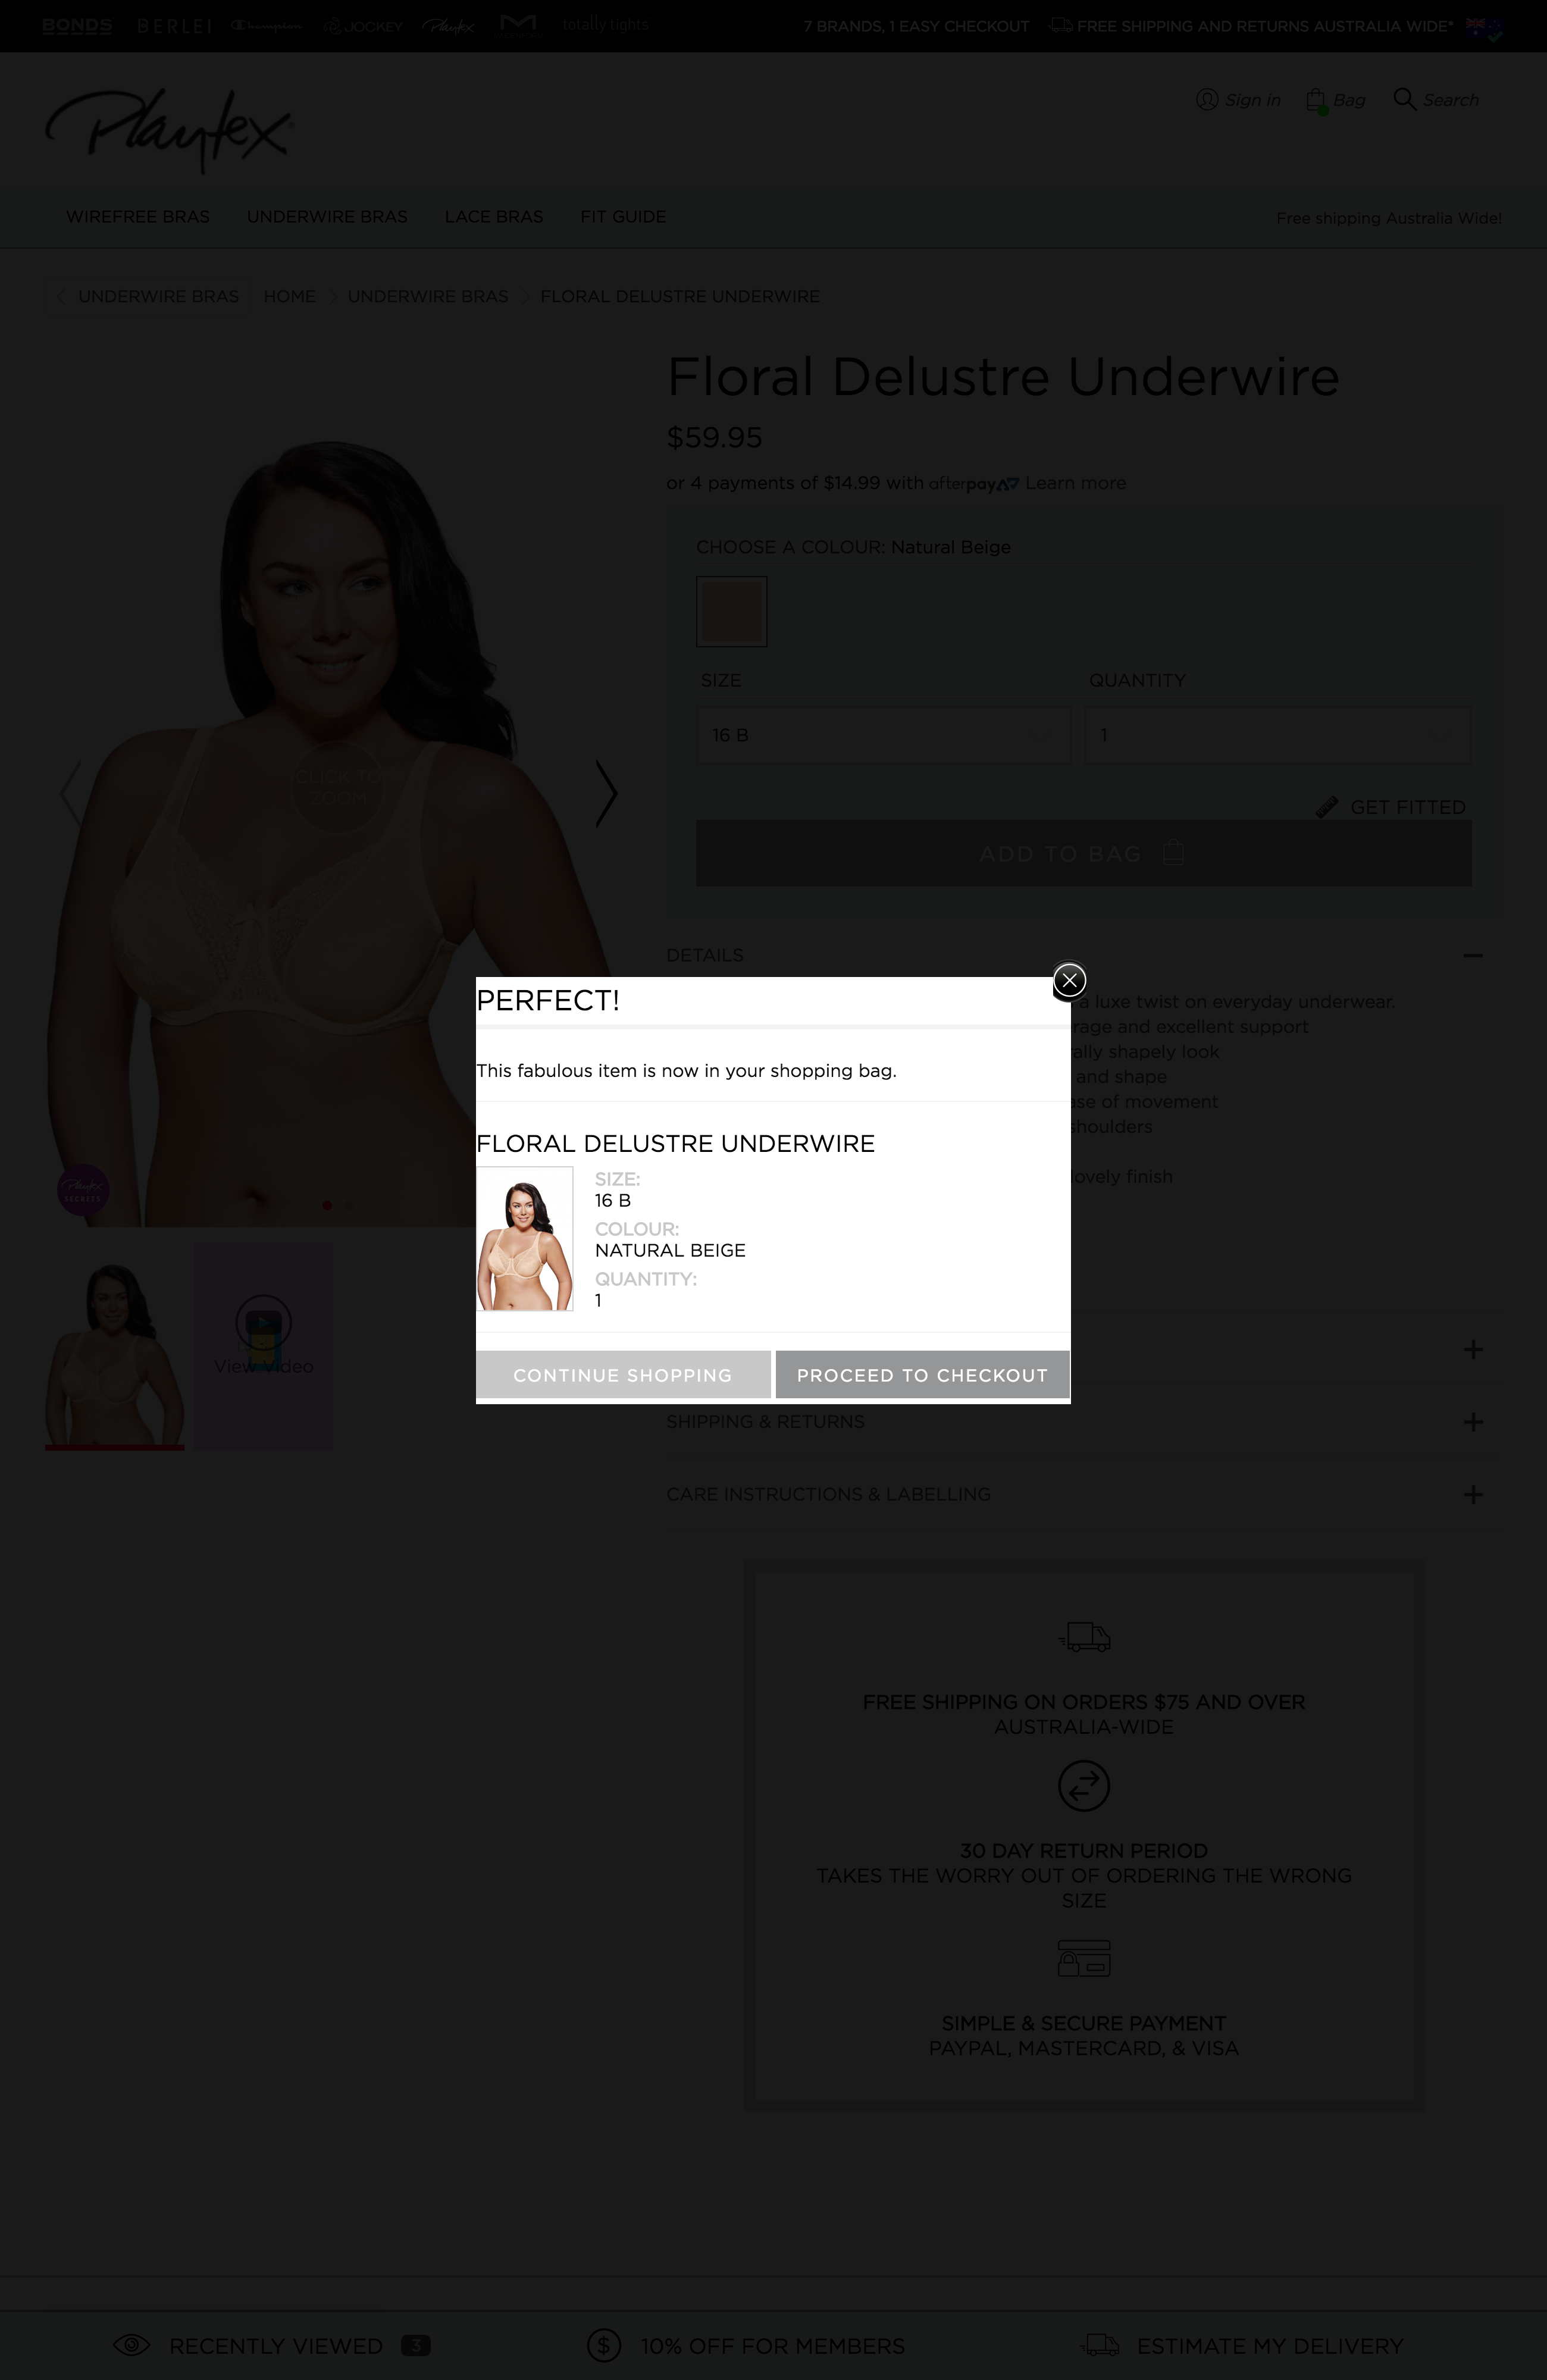 BONDS BERLEI Champion JOCKEY Playtex totally tights 7 BRANDS, 1 EASY CHECKOUT FREE SHIPPING AND RETURNS AUSTRALIA WIDE*
Playtex
Sign in Bag Search
WIREFREE BRAS UNDERWIRE BRAS LACE BRAS FIT GUIDE Free shipping Australia Wide!
UNDERWIRE BRAS HOME UNDERWIRE BRAS FLORAL DELUSTRE UNDERWIRE
Floral Delustre Underwire
$59.95
or 4 payments of $14.99 with afterpay Learn more
CHOOSE A COLOUR: Natural Beige
SIZE QUANTITY
16 B 1
CLICK TO
ZOOM
GET FITTED
ADD TO BAG
DETAILS
a luxe twist on everyday underwear.
rage and excellent support
ally shapely look
and shape
ase of movement
shoulders
lovely finish
PERFECT!
This fabulous item is now in your shopping bag.
FLORAL DELUSTRE UNDERWIRE
SIZE:
16 B
COLOUR:
NATURAL BEIGE
QUANTITY:
1
CONTINUE SHOPPING PROCEED TO CHECKOUT
Playtex
SECRETS
View Video
SHIPPING & RETURNS
CARE INSTRUCTIONS & LABELLING
FREE SHIPPING ON ORDERS $75 AND OVER
AUSTRALIA-WIDE
30 DAY RETURN PERIOD
TAKES THE WORRY OUT OF ORDERING THE WRONG
SIZE
SIMPLE & SECURE PAYMENT
PAYPAL, MASTERCARD, & VISA
RECENTLY VIEWED 3 10% OFF FOR MEMBERS ESTIMATE MY DELIVERY